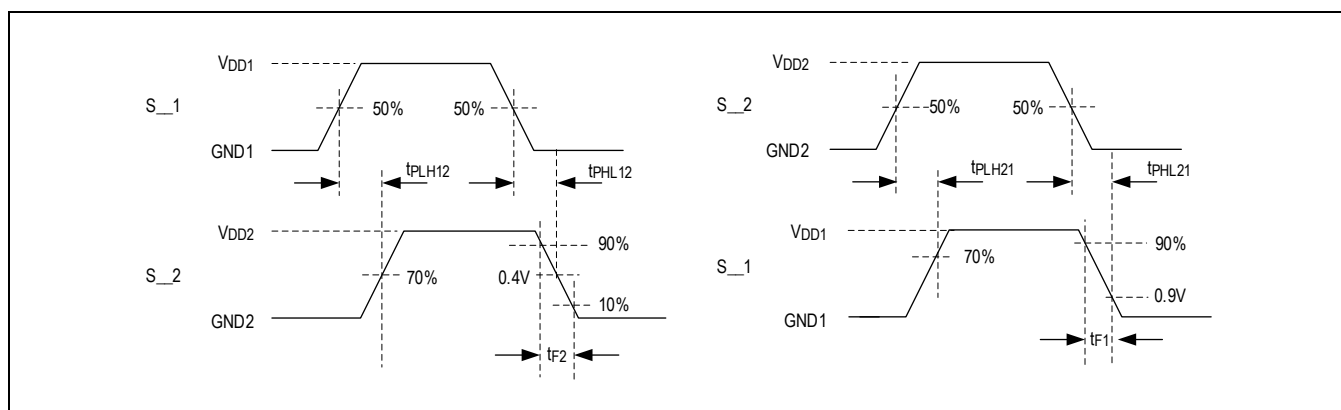 VDD1
S__1
50%
50%
GND1
tPLH12
tPHL12
VDD2
90%
S__2
70%
0.4V
10%
GND2
tF2
VDD2
S__2
50%
50%
GND2
tPLH21
tPHL21
VDD1
90%
S__1
70%
0.9V
GND1
tF1